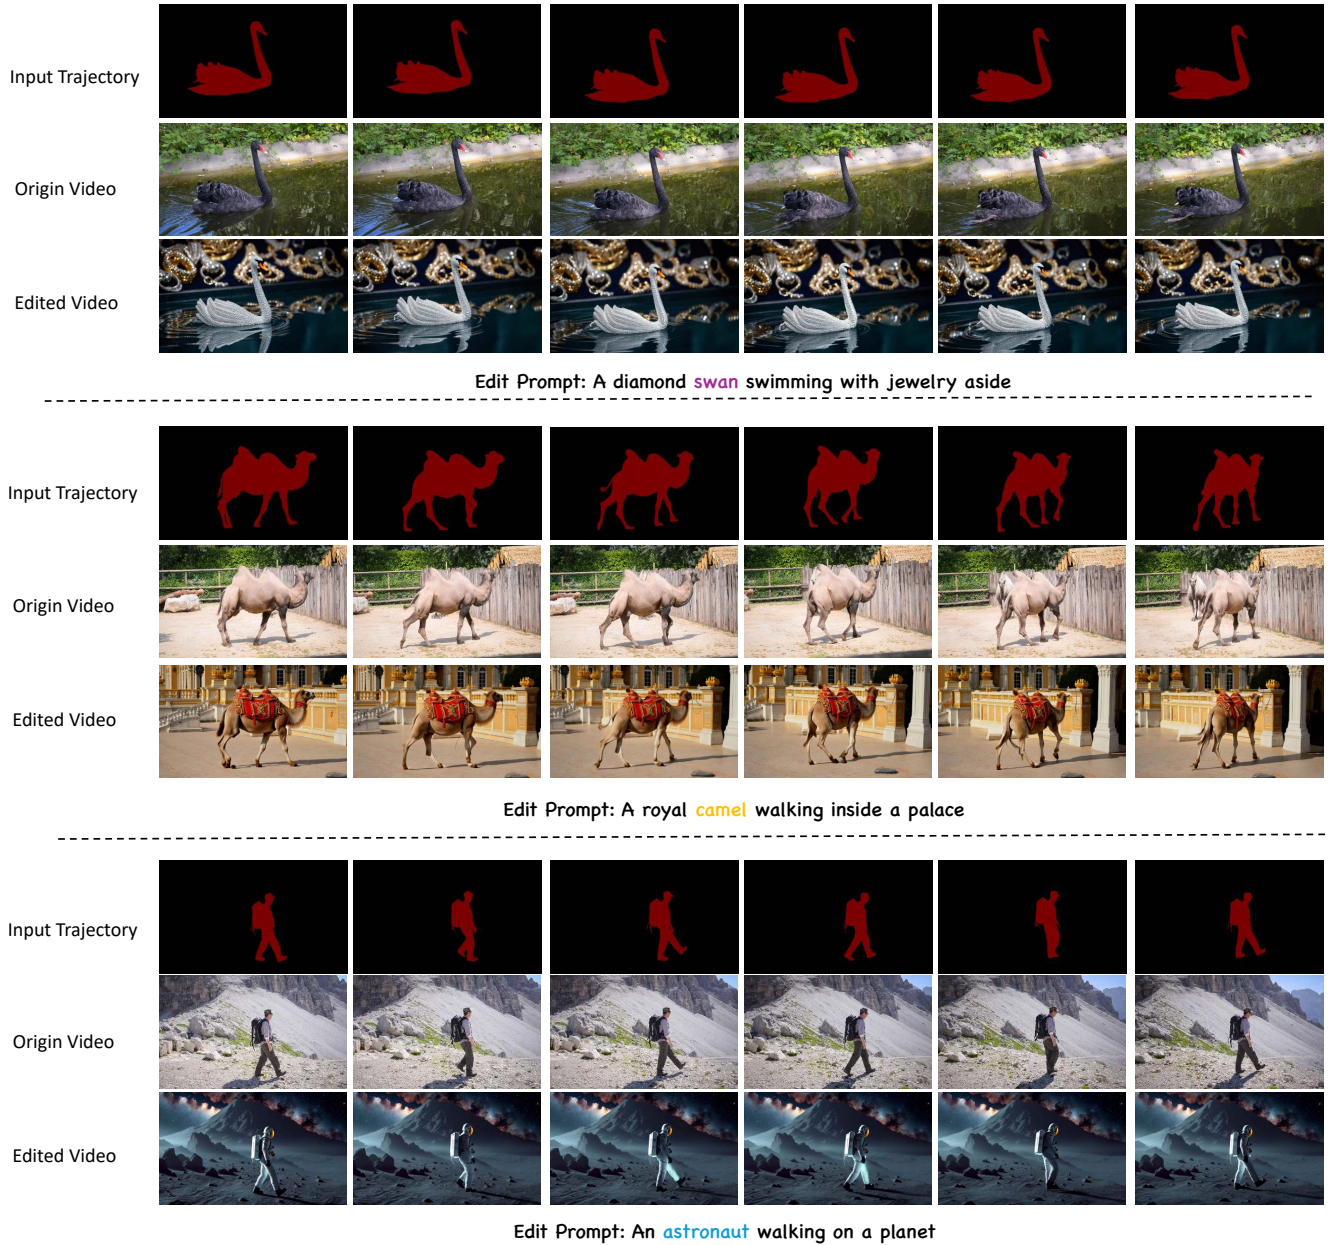 Input Trajectory
Origin Video
Edited Video
Edit Prompt: A diamond swan swimming with jewelry aside
Input Trajectory
Origin Video
Edited Video
Edit Prompt: A royal camel walking inside a palace
Input Trajectory
Origin Video
Edited Video
Edit Prompt: An astronaut walking on a planet